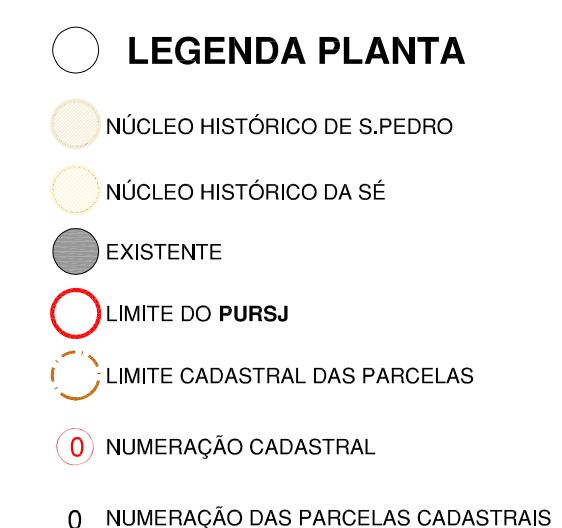 LEGENDA PLANTA
NÚCLEO HISTÓRICO DE S.PEDRO
NÚCLEO HISTÓRICO DA SÉ
EXISTENTE
LIMITE DO PURSJ
LIMITE CADASTRAL DAS PARCELAS
0 NUMERAÇÃO CADASTRAL
0 NUMERAÇÃO DAS PARCELAS CADASTRAIS